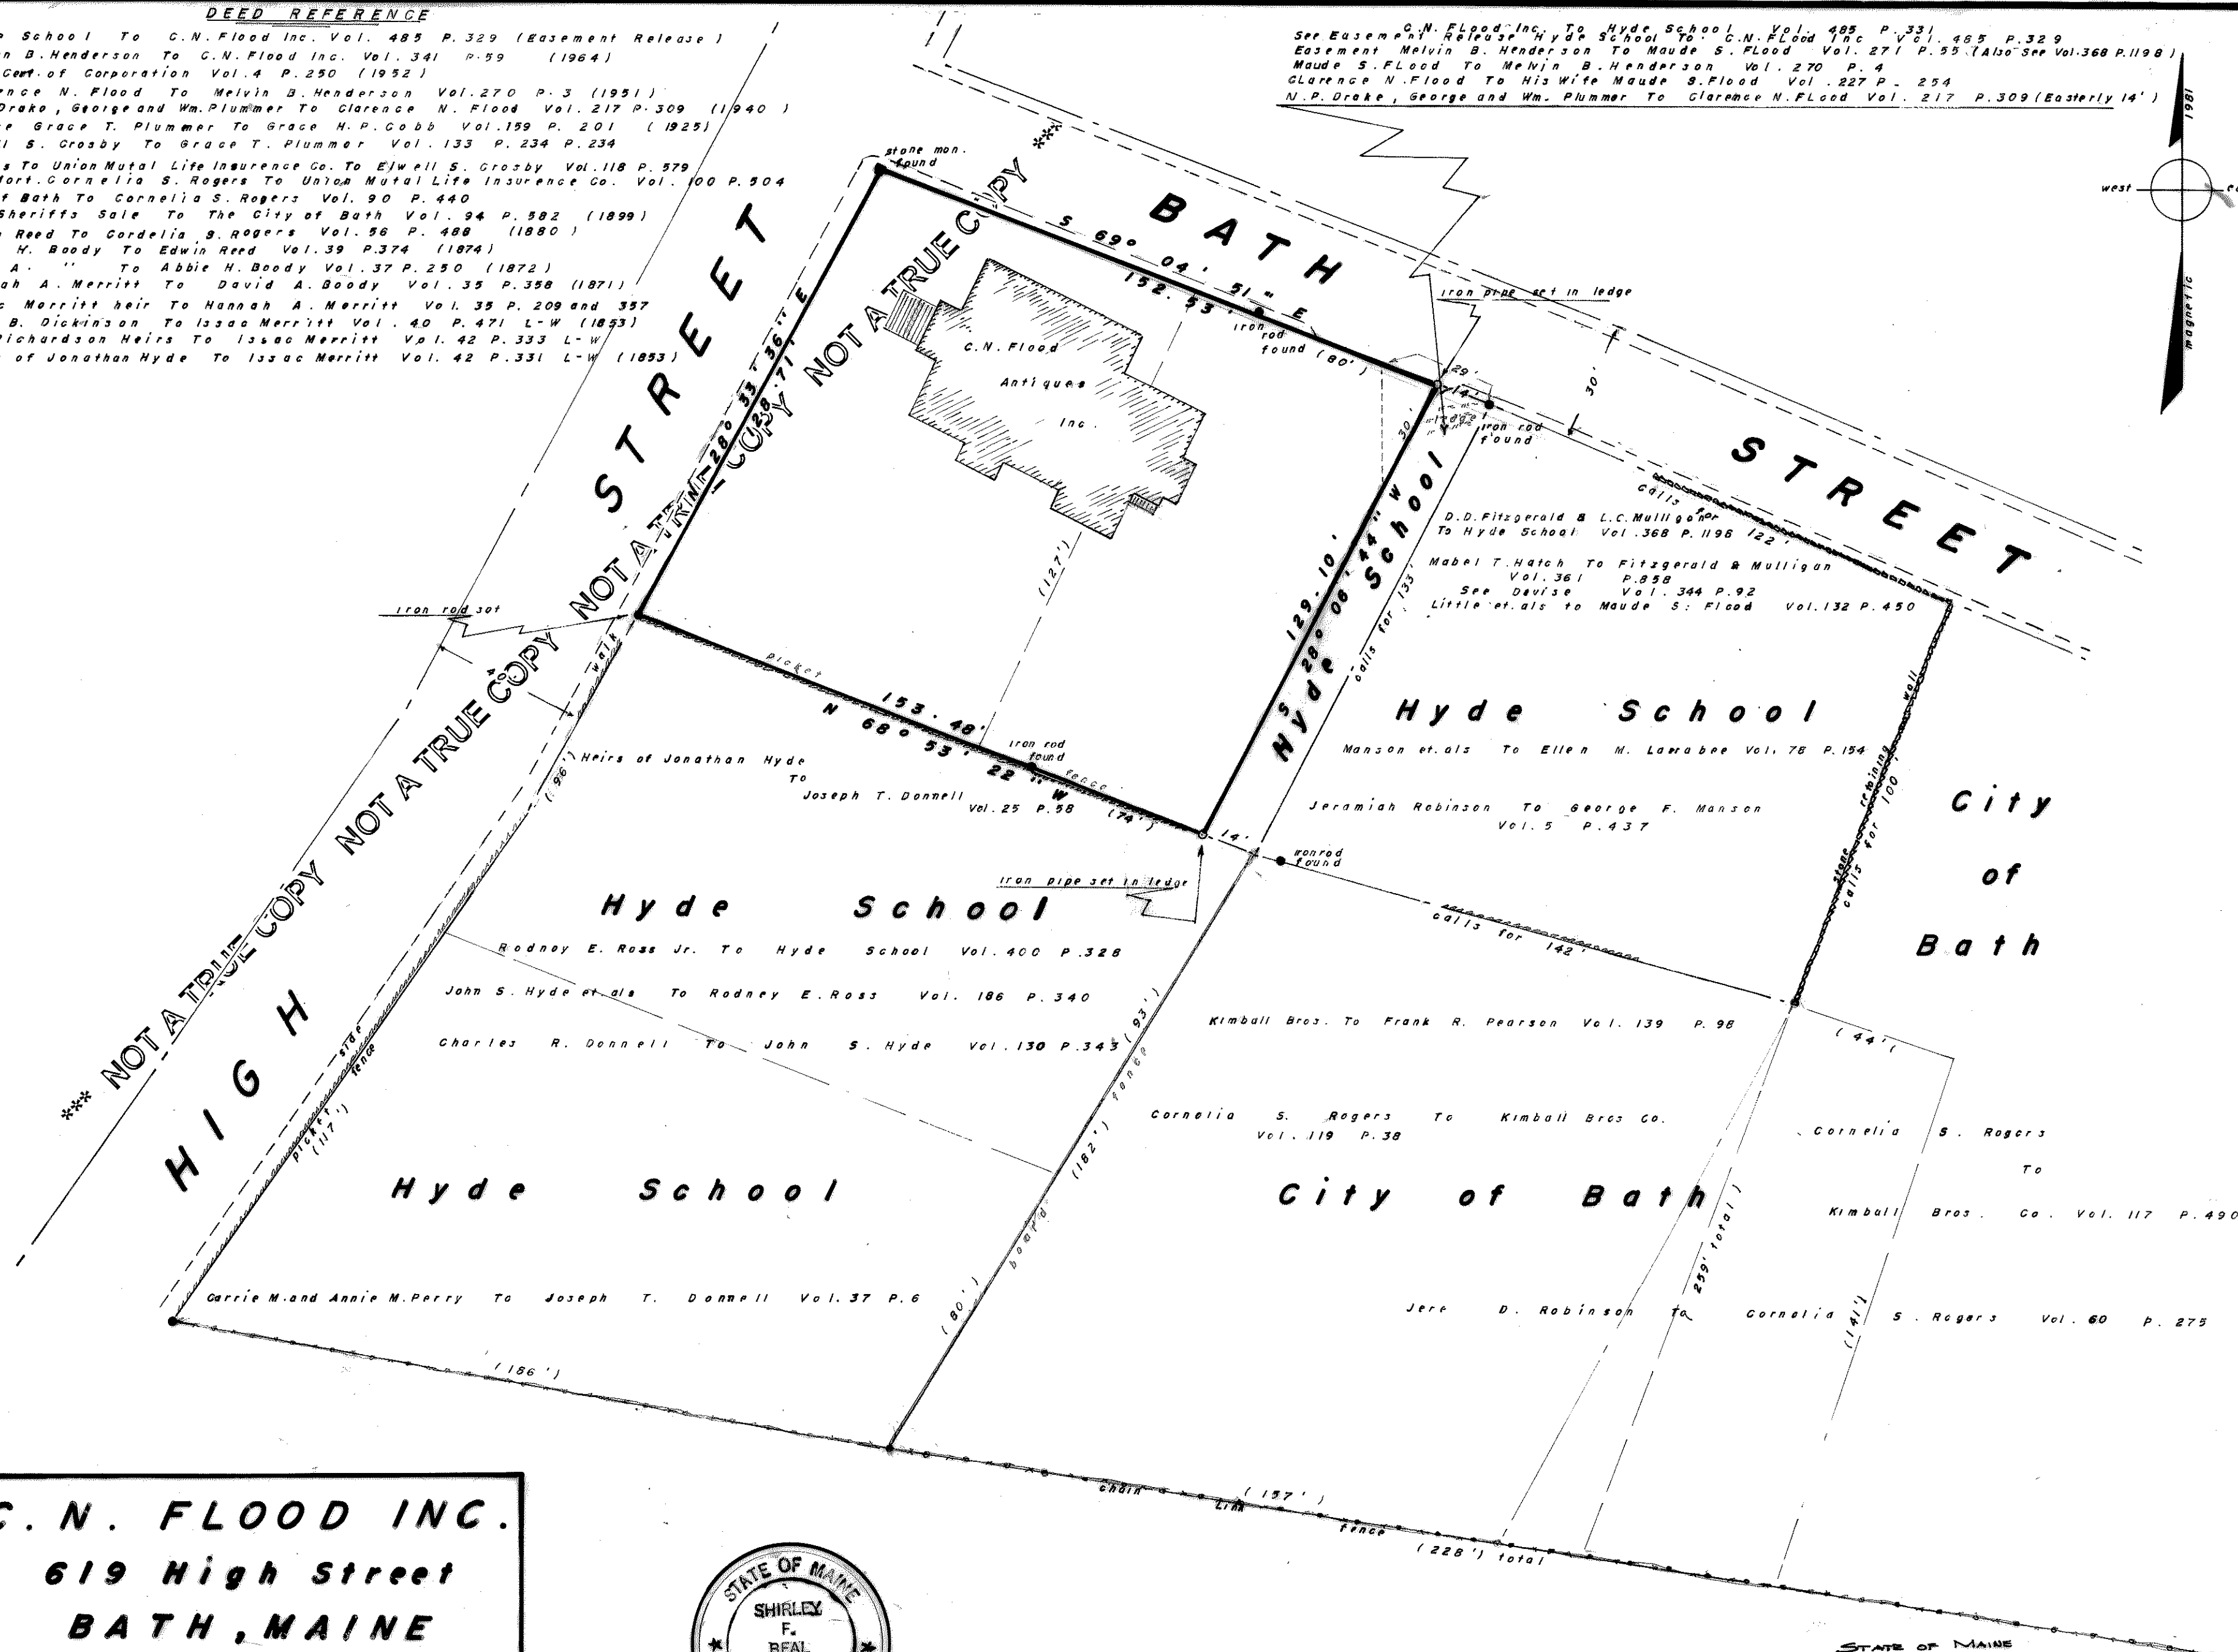 DEED REFERENCE
School To C.N. Flood Inc. Vol. 485 P. 329 (Easement Release)
B. Henderson To C.N. Flood Inc. Vol. 341 P. 59 (1964)
Cert. of Corporation Vol. 4 P. 250 (1952)
N. Flood To Melvin B. Henderson Vol. 270 P. 3 (1951)
Drake, George and Wm. Plummer To Clarence N. Flood Vol. 217 P. 309 (1940)
Grace T. Plummer To Grace H. P. Cobb Vol. 159 P. 201 (1925)
S. Crosby To Grace T. Plummer Vol. 133 P. 234 P. 234
To Union Mutal Life Insurence Co. To Elwell S. Crosby Vol. 118 P. 579
Cornelia S. Rogers To Union Mutal Life Insurence Co. Vol. 100 P. 504
Bath To Cornelia S. Rogers Vol. 90 P. 440
Sheriffs Sale To The City of Bath Vol. 94 P. 582 (1899)
Reed To Cordelia S. Rogers Vol. 56 P. 488 (1880)
H. Boody To Edwin Reed Vol. 39 P. 374 (1874)
A. " To Abbie H. Boody Vol. 37 P. 250 (1872)
A. Merritt To David A. Boody Vol. 35 P. 358 (1871)
Merritt heir To Hannah A. Merritt Vol. 35 P. 209 and 357
B. Dickinson To Issac Merritt Vol. 40 P. 471 L-W (1853)
Richardson Heirs To Issac Merritt Vol. 42 P. 333 L-W
of Jonathan Hyde To Issac Merritt Vol. 42 P. 331 L-W (1853)
C.N. Flood Inc. To Hyde School Vol. 485 P. 331
See Easement Release Hyde School To C.N. Flood Inc Vol. 485 P. 329
Easement Melvin B. Henderson To Maude S. Flood Vol. 271 P. 55 (Also See Vol. 368 P. 1198)
Maude S. Flood To Melvin B. Henderson Vol. 270 P. 4
Clarence N. Flood To His Wife Maude S. Flood Vol. 227 P. 254
N.P. Drake, George and Wm. Plummer To Clarence N. Flood Vol. 217 P. 309 (Easterly 14')
1981
west
magnetic
*** NOT A TRUE COPY NOT A TRUE COPY NOT A TRUE COPY NOT A TRUE COPY NOT A TRUE COPY ***
stone mon.
found
BATH STREET
S 69° 04' 51" E
152.53'
iron
rod
found
(80')
iron pipe set in ledge
29'
14'
ledge
iron rod
found
30'
30'
HIGH STREET
N 28° 33' 36" E
128.71'
C.N. Flood
Antiques
Inc.
(127')
129.10'
S 28° 06' 44" W
Hyde School
calls for 133'
calls for
122'
D.D. Fitzgerald & L.C. Mulligan
To Hyde School Vol. 368 P. 1196
Mabel T. Hatch To Fitzgerald & Mulligan
Vol. 361 P. 858
See Devise Vol. 344 P. 92
Little et. als to Maude S. Flood Vol. 132 P. 450
iron rod set
walk
picket
153.48'
N 68° 53' 22" W
iron rod
found
fence
(74')
14'
iron rod
found
iron pipe set in ledge
(96')
Heirs of Jonathan Hyde
To
Joseph T. Donnell
Vol. 25 P. 58
Hyde School
Manson et. als To Ellen M. Larrabee Vol. 78 P. 154
Jeramiah Robinson To George F. Manson
Vol. 5 P. 437
stone retaining wall
calls for 100'
City
of
Bath
Hyde School
Rodney E. Ross Jr. To Hyde School Vol. 400 P. 328
John S. Hyde et. als To Rodney E. Ross Vol. 186 P. 340
Charles R. Donnell To John S. Hyde Vol. 130 P. 343
calls for 142'
(44')
(93')
Kimball Bros. To Frank R. Pearson Vol. 139 P. 98
Cornelia S. Rogers To Kimball Bros Co.
Vol. 119 P. 38
City of Bath
side
picket fence
(117')
(182')
board fence
(80')
Hyde School
Carrie M. and Annie M. Perry To Joseph T. Donnell Vol. 37 P. 6
Cornelia S. Rogers
To
Kimball Bros. Co. Vol. 117 P. 490
259' total)
(141')
Jere D. Robinson To Cornelia S. Rogers Vol. 60 P. 275
(186')
chain Link fence
(157')
(228') total
C.N. FLOOD INC.
619 High Street
BATH, MAINE
STATE OF MAINE
SHIRLEY
F.
BEAL
STATE OF MAINE